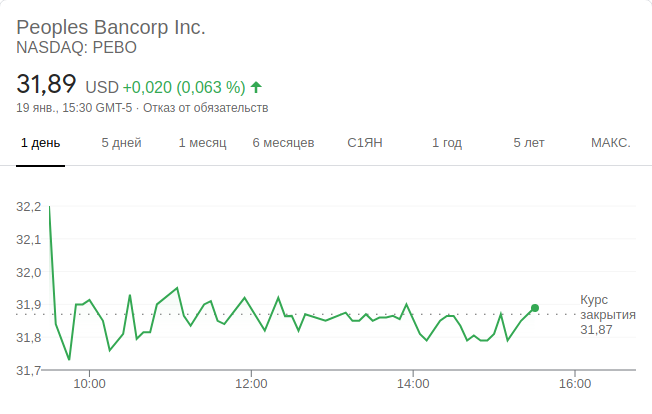 Peoples Bancorp Inc.
NASDAQ: PEBO
31,89 USD +0,020 (0,063 %)
19 янв., 15:30 GMT-5 · Отказ от обязательств
1 день 5 дней 1 месяц 6 месяцев С1ЯН 1 год 5 лет МАКС.
32,2
32,1
32,0
31,9
31,8
31,7
Курс
закрытия
31,87
10:00 12:00 14:00 16:00